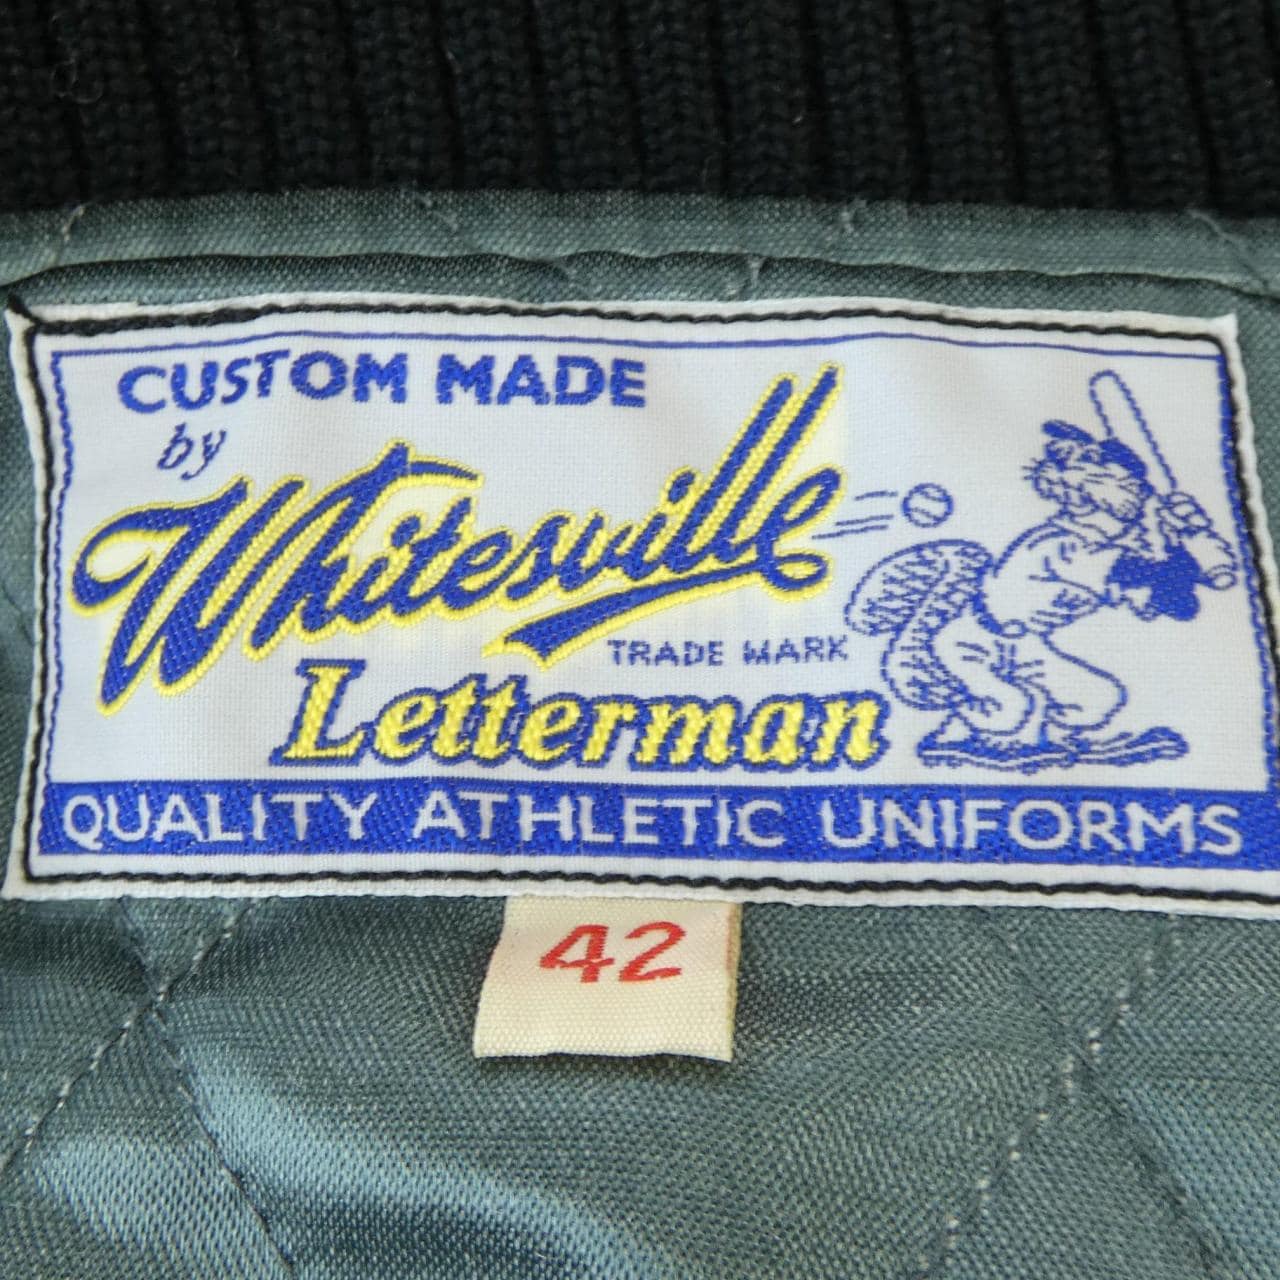 CUSTOM MADE
by
Whitesville
TRADE MARK
Letterman
QUALITY ATHLETIC UNIFORMS
42